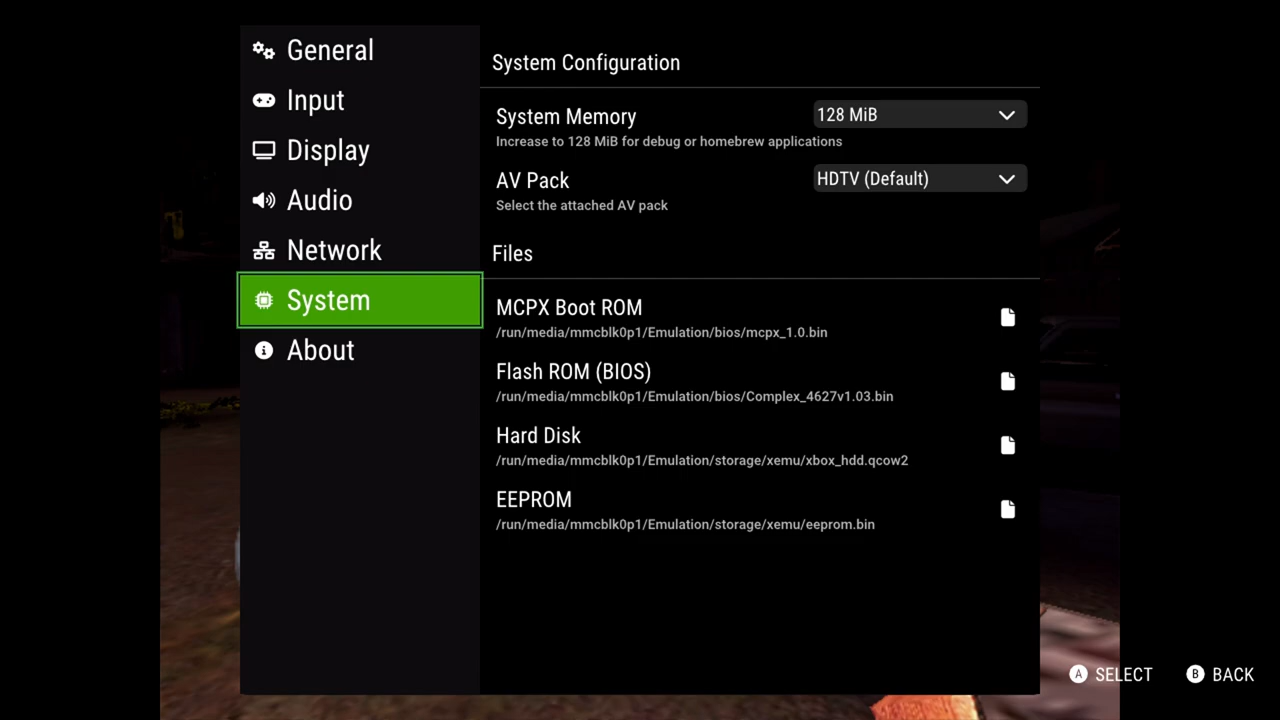 General
Input
Display
Audio
Network
System
About
System Configuration
System Memory
128 MiB
Increase to 128 MiB for debug or homebrew applications
AV Pack
HDTV (Default)
Select the attached AV pack
Files
MCPX Boot ROM
/run/media/mmcblk0p1/Emulation/bios/mcpx_1.0.bin
Flash ROM (BIOS)
/run/media/mmcblk0p1/Emulation/bios/Complex_4627v1.03.bin
Hard Disk
/run/media/mmcblk0p1/Emulation/storage/xemu/xbox_hdd.qcow2
EEPROM
/run/media/mmcblk0p1/Emulation/storage/xemu/eeprom.bin
A SELECT B BACK